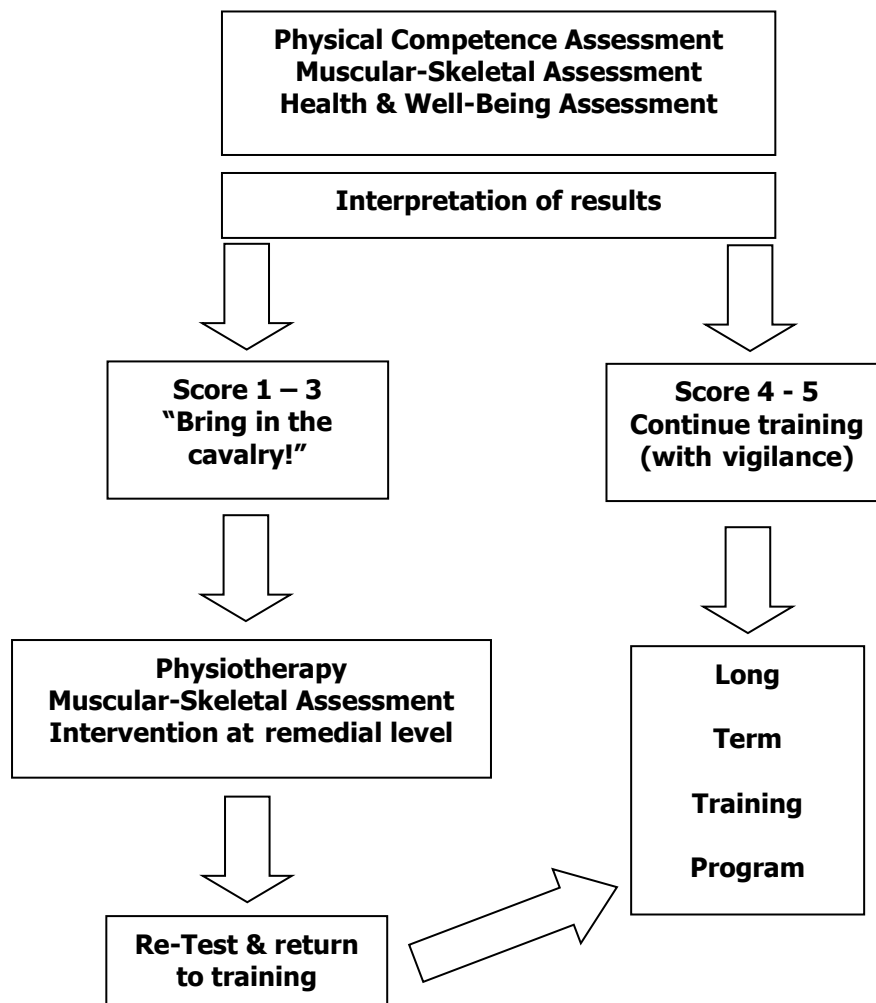 Physical Competence Assessment
Muscular-Skeletal Assessment
Health & Well-Being Assessment
Interpretation of results
Score 1 – 3
“Bring in the
cavalry!”
Score 4 - 5
Continue training
(with vigilance)
Physiotherapy
Muscular-Skeletal Assessment
Intervention at remedial level
Long
Term
Training
Program
Re-Test & return
to training